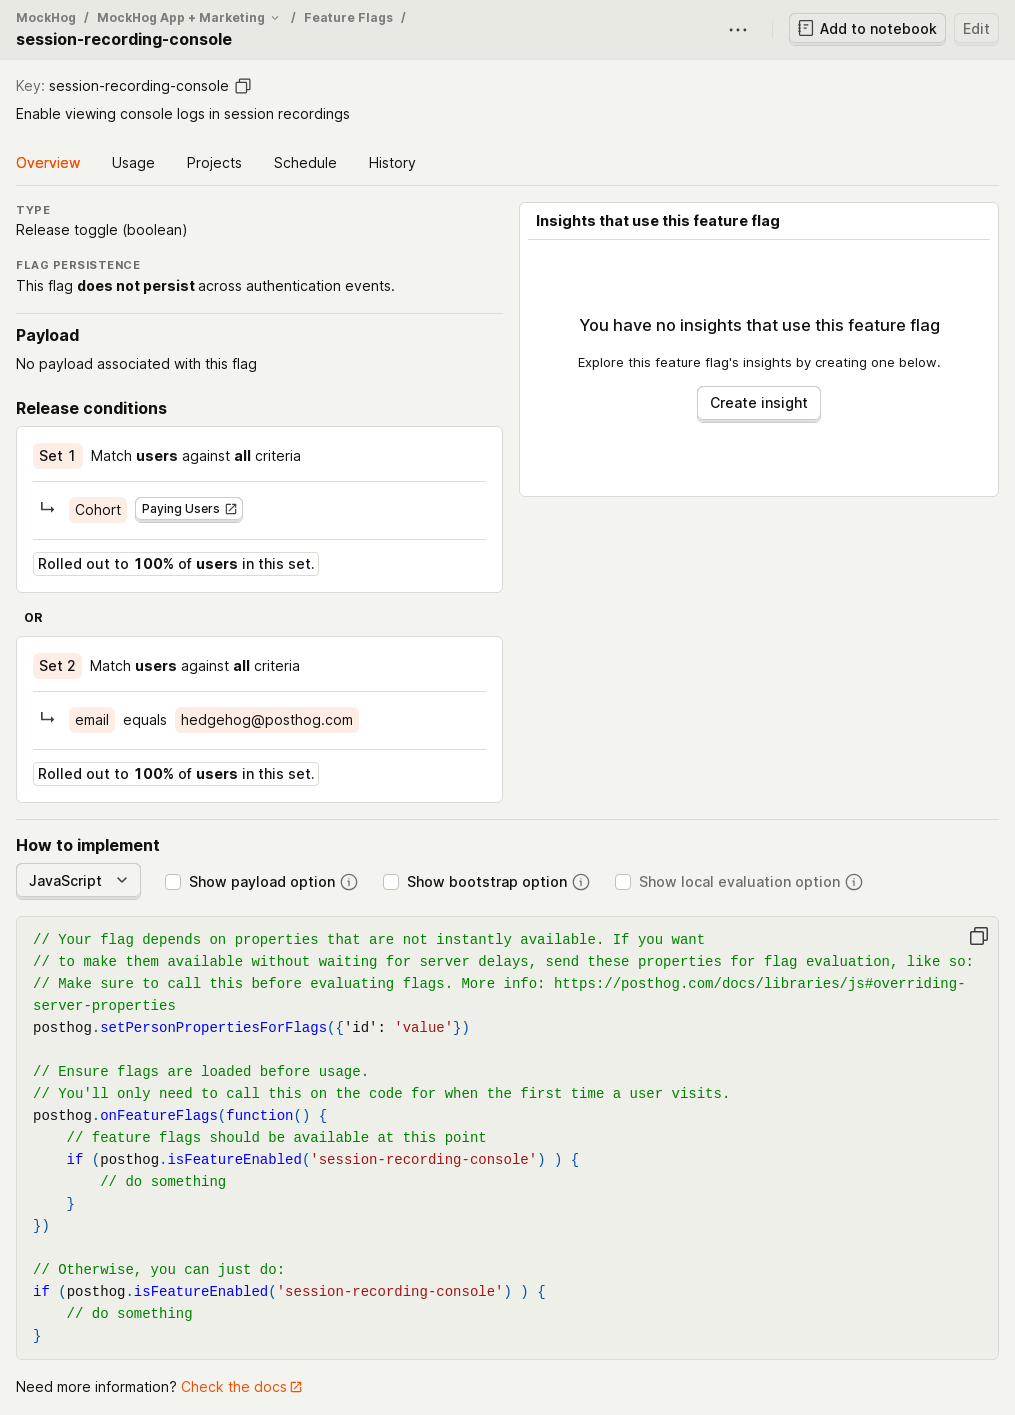 MockHog / MockHog App + Marketing / Feature Flags /
session-recording-console
Add to notebook
Edit
Key: session-recording-console
Enable viewing console logs in session recordings
Overview Usage Projects Schedule History
TYPE
Release toggle (boolean)
FLAG PERSISTENCE
This flag does not persist across authentication events.
Payload
No payload associated with this flag
Insights that use this feature flag
You have no insights that use this feature flag
Explore this feature flag's insights by creating one below.
Create insight
Release conditions
Set 1 Match users against all criteria
Cohort Paying Users
Rolled out to 100% of users in this set.
OR
Set 2 Match users against all criteria
email equals hedgehog@posthog.com
Rolled out to 100% of users in this set.
How to implement
JavaScript Show payload option Show bootstrap option Show local evaluation option
// Your flag depends on properties that are not instantly available. If you want
// to make them available without waiting for server delays, send these properties for flag evaluation, like so:
// Make sure to call this before evaluating flags. More info: https://posthog.com/docs/libraries/js#overriding-
server-properties
posthog.setPersonPropertiesForFlags({'id': 'value'})
// Ensure flags are loaded before usage.
// You'll only need to call this on the code for when the first time a user visits.
posthog.onFeatureFlags(function() {
    // feature flags should be available at this point
    if (posthog.isFeatureEnabled('session-recording-console') ) {
        // do something
    }
})
// Otherwise, you can just do:
if (posthog.isFeatureEnabled('session-recording-console') ) {
    // do something
}
Need more information? Check the docs